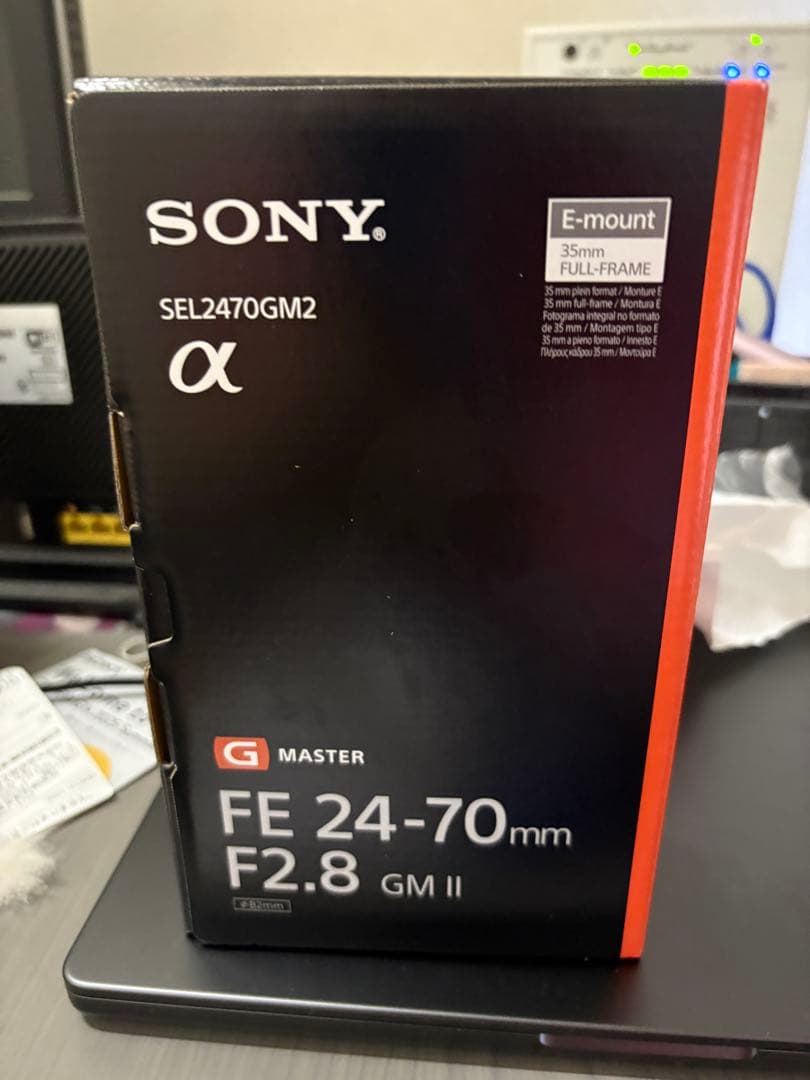 SONY®
E-mount
35mm
FULL-FRAME
35 mm plein format / Monture E
35 mm full-frame / Montura E
Fotograma integral no formato
de 35 mm / Montagem tipo E
35 mm a pieno formato / Innesto E
Πλήρους κάδρου 35 mm / Μοντούρα E
SEL2470GM2
α
G MASTER
FE 24-70mm
F2.8 GM II
⌀82mm